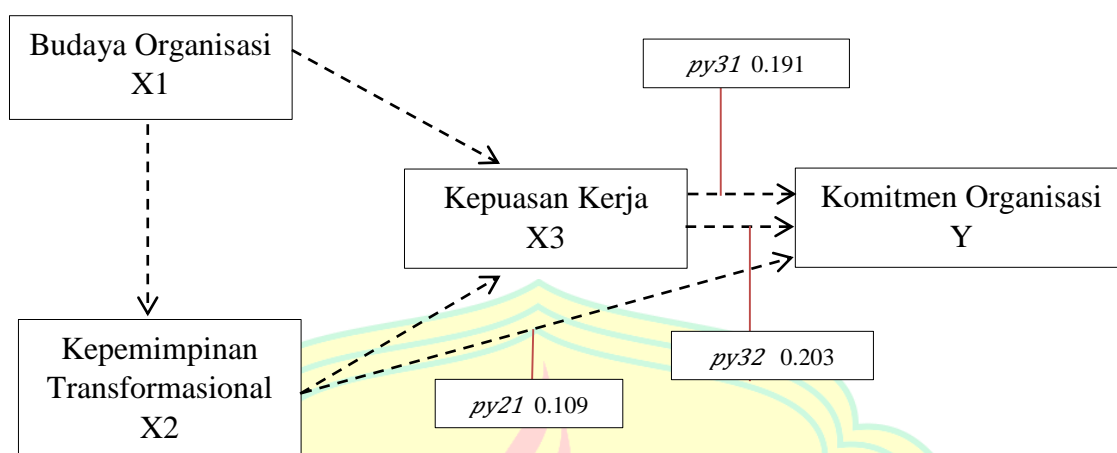 Budaya Organisasi
X1
py31 0.191
Kepuasan Kerja
X3
Komitmen Organisasi
Y
Kepemimpinan
Transformasional
X2
py32 0.203
py21 0.109